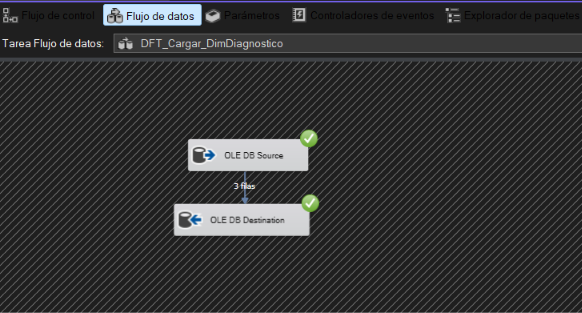 Flujo de control Flujo de datos Parámetros Controladores de eventos Explorador de paquetes
Tarea Flujo de datos: DFT_Cargar_DimDiagnostico
OLE DB Source
3 filas
OLE DB Destination